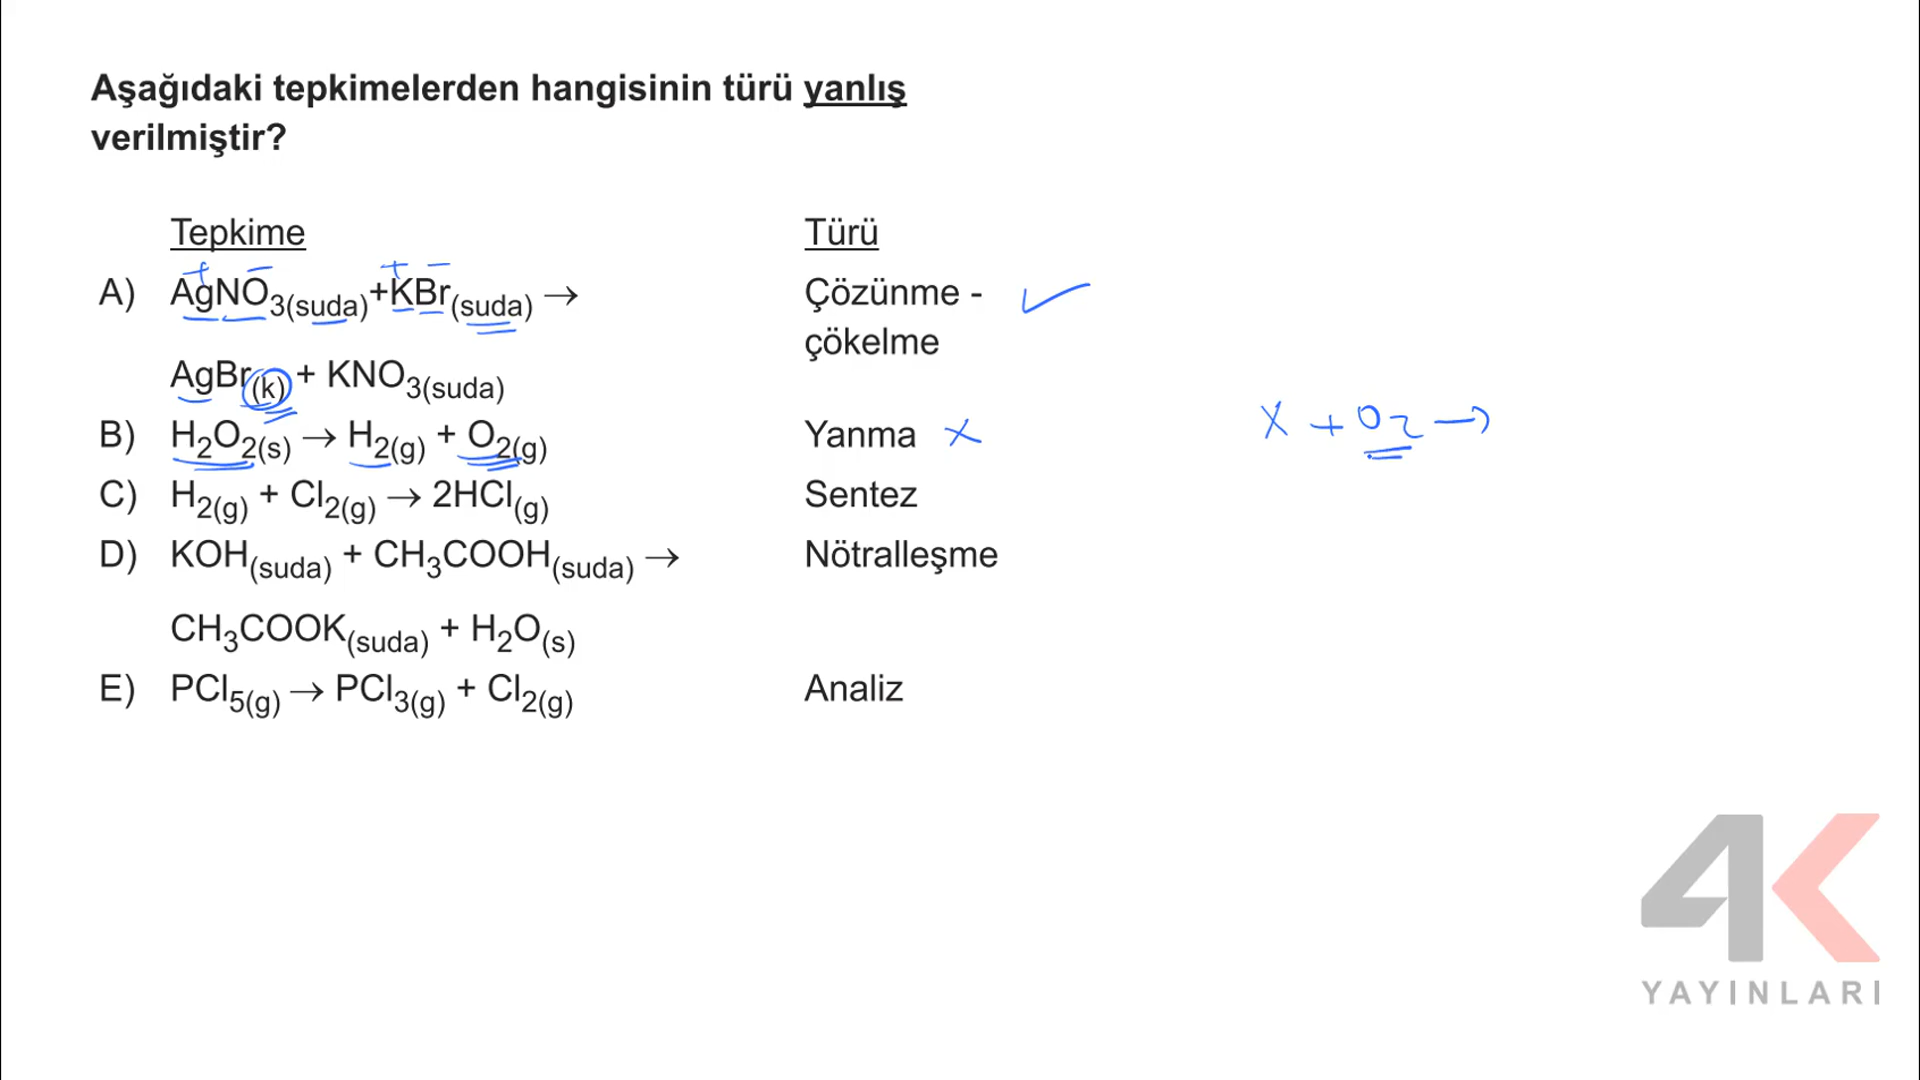 Aşağıdaki tepkimelerden hangisinin türü yanlış
verilmiştir?
Tepkime Türü
+ − + −
A) AgNO3(suda)+KBr(suda) → Çözünme -
çökelme
AgBr(k) + KNO3(suda)
B) H2O2(s) → H2(g) + O2(g) Yanma X
X + O2 →
C) H2(g) + Cl2(g) → 2HCl(g) Sentez
D) KOH(suda) + CH3COOH(suda) → Nötralleşme
CH3COOK(suda) + H2O(s)
E) PCl5(g) → PCl3(g) + Cl2(g) Analiz
4K
YAYINLARI